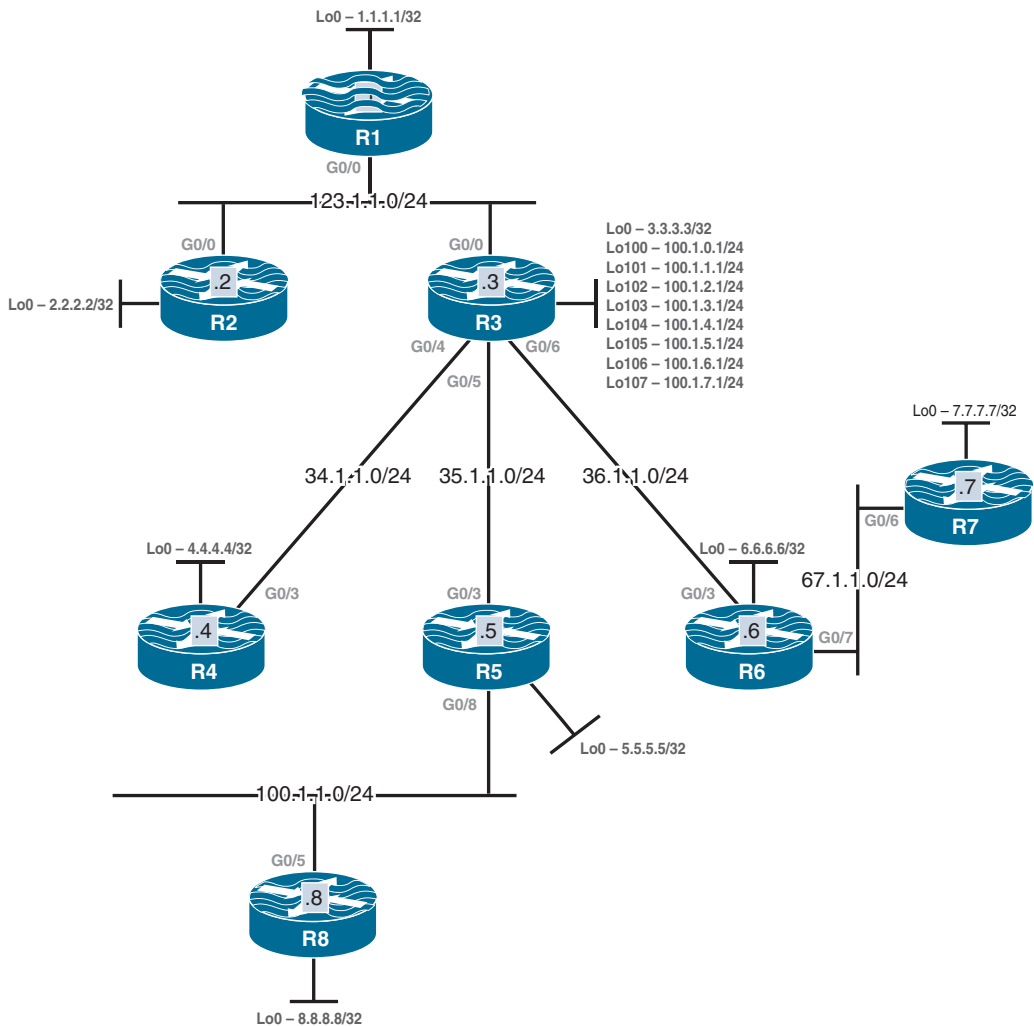 Lo0 – 1.1.1.1/32
R1
G0/0
123.1.1.0/24
G0/0
.2
R2
Lo0 – 2.2.2.2/32
G0/0
.3
R3
Lo0 – 3.3.3.3/32
Lo100 – 100.1.0.1/24
Lo101 – 100.1.1.1/24
Lo102 – 100.1.2.1/24
Lo103 – 100.1.3.1/24
Lo104 – 100.1.4.1/24
Lo105 – 100.1.5.1/24
Lo106 – 100.1.6.1/24
Lo107 – 100.1.7.1/24
G0/4
G0/5
G0/6
34.1.1.0/24
35.1.1.0/24
36.1.1.0/24
Lo0 – 7.7.7.7/32
.7
R7
G0/6
67.1.1.0/24
Lo0 – 4.4.4.4/32
G0/3
.4
R4
G0/3
.5
R5
G0/8
Lo0 – 5.5.5.5/32
Lo0 – 6.6.6.6/32
G0/3
.6
R6
G0/7
100.1.1.0/24
G0/5
.8
R8
Lo0 – 8.8.8.8/32